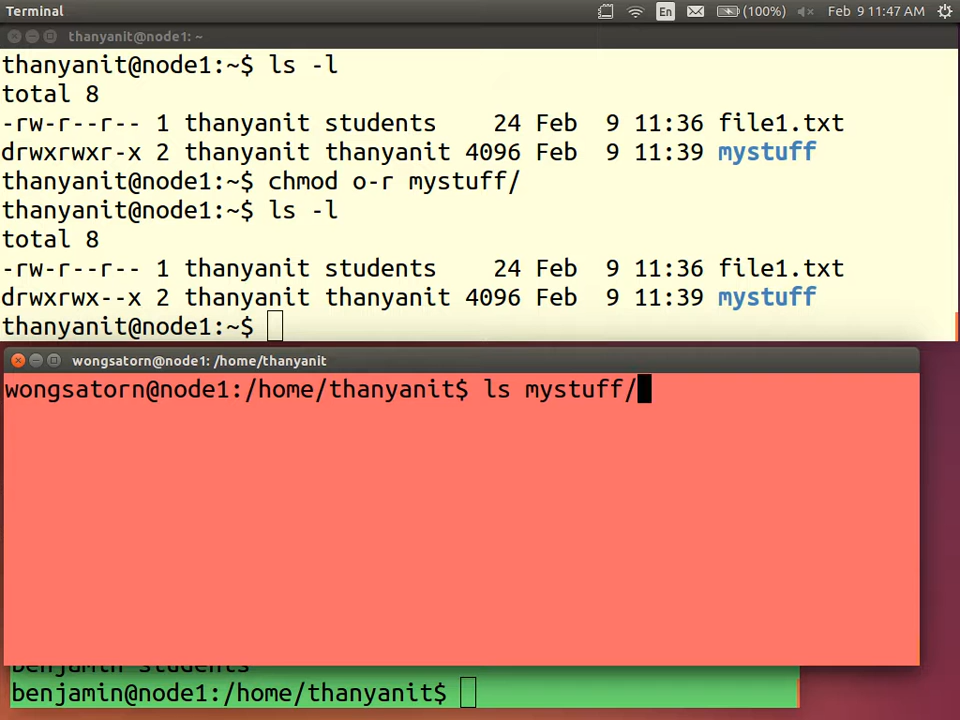 Terminal En (100%) Feb 9 11:47 AM
thanyanit@node1: ~
thanyanit@node1:~$ ls -l
total 8
-rw-r--r-- 1 thanyanit students 24 Feb 9 11:36 file1.txt
drwxrwxr-x 2 thanyanit thanyanit 4096 Feb 9 11:39 mystuff
thanyanit@node1:~$ chmod o-r mystuff/
thanyanit@node1:~$ ls -l
total 8
-rw-r--r-- 1 thanyanit students 24 Feb 9 11:36 file1.txt
drwxrwx--x 2 thanyanit thanyanit 4096 Feb 9 11:39 mystuff
thanyanit@node1:~$
wongsatorn@node1: /home/thanyanit
wongsatorn@node1:/home/thanyanit$ ls mystuff/
benjamin students
benjamin@node1:/home/thanyanit$